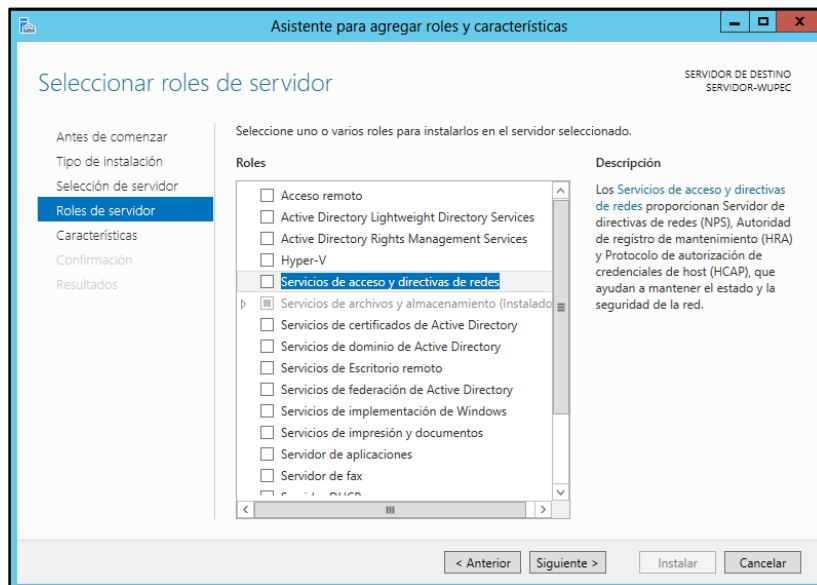 Asistente para agregar roles y características
Seleccionar roles de servidor
SERVIDOR DE DESTINO
SERVIDOR-WUPEC
Antes de comenzar
Tipo de instalación
Selección de servidor
Roles de servidor
Características
Confirmación
Resultados
Seleccione uno o varios roles para instalarlos en el servidor seleccionado.
Roles
Acceso remoto
Active Directory Lightweight Directory Services
Active Directory Rights Management Services
Hyper-V
Servicios de acceso y directivas de redes
Servicios de archivos y almacenamiento (Instalado
Servicios de certificados de Active Directory
Servicios de dominio de Active Directory
Servicios de Escritorio remoto
Servicios de federación de Active Directory
Servicios de implementación de Windows
Servicios de impresión y documentos
Servidor de aplicaciones
Servidor de fax
Descripción
Los Servicios de acceso y directivas
de redes proporcionan Servidor de
directivas de redes (NPS), Autoridad
de registro de mantenimiento (HRA)
y Protocolo de autorización de
credenciales de host (HCAP), que
ayudan a mantener el estado y la
seguridad de la red.
< Anterior
Siguiente >
Instalar
Cancelar